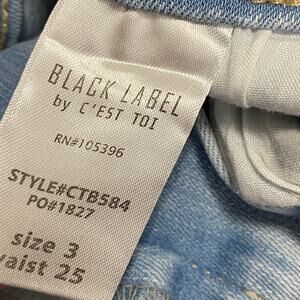 BLACK LABEL
by C'EST TOI
RN#105396
STYLE#CTB584
PO#1827
size 3
waist 25